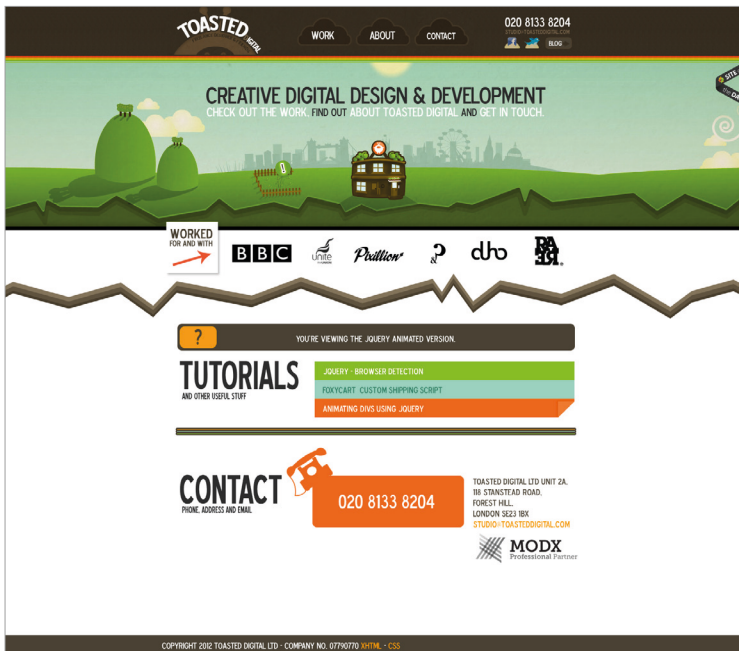 TOASTED DIGITAL
WORK
ABOUT
CONTACT
020 8133 8204
STUDIO@TOASTEDDIGITAL.COM
BLOG
SITE
the DA
CREATIVE DIGITAL DESIGN & DEVELOPMENT
CHECK OUT THE WORK, FIND OUT ABOUT TOASTED DIGITAL AND GET IN TOUCH.
WORKED
FOR AND WITH
BBC
unite
Pixillion
&
dho
YOU'RE VIEWING THE JQUERY ANIMATED VERSION.
?
TUTORIALS
AND OTHER USEFUL STUFF
JQUERY - BROWSER DETECTION
FOXYCART CUSTOM SHIPPING SCRIPT
ANIMATING DIVS USING JQUERY
CONTACT
PHONE, ADDRESS AND EMAIL
020 8133 8204
TOASTED DIGITAL LTD UNIT 2A,
118 STANSTEAD ROAD,
FOREST HILL,
LONDON SE23 1BX
STUDIO@TOASTEDDIGITAL.COM
MODX
Professional Partner
COPYRIGHT 2012 TOASTED DIGITAL LTD - COMPANY NO. 07790770 XHTML - CSS